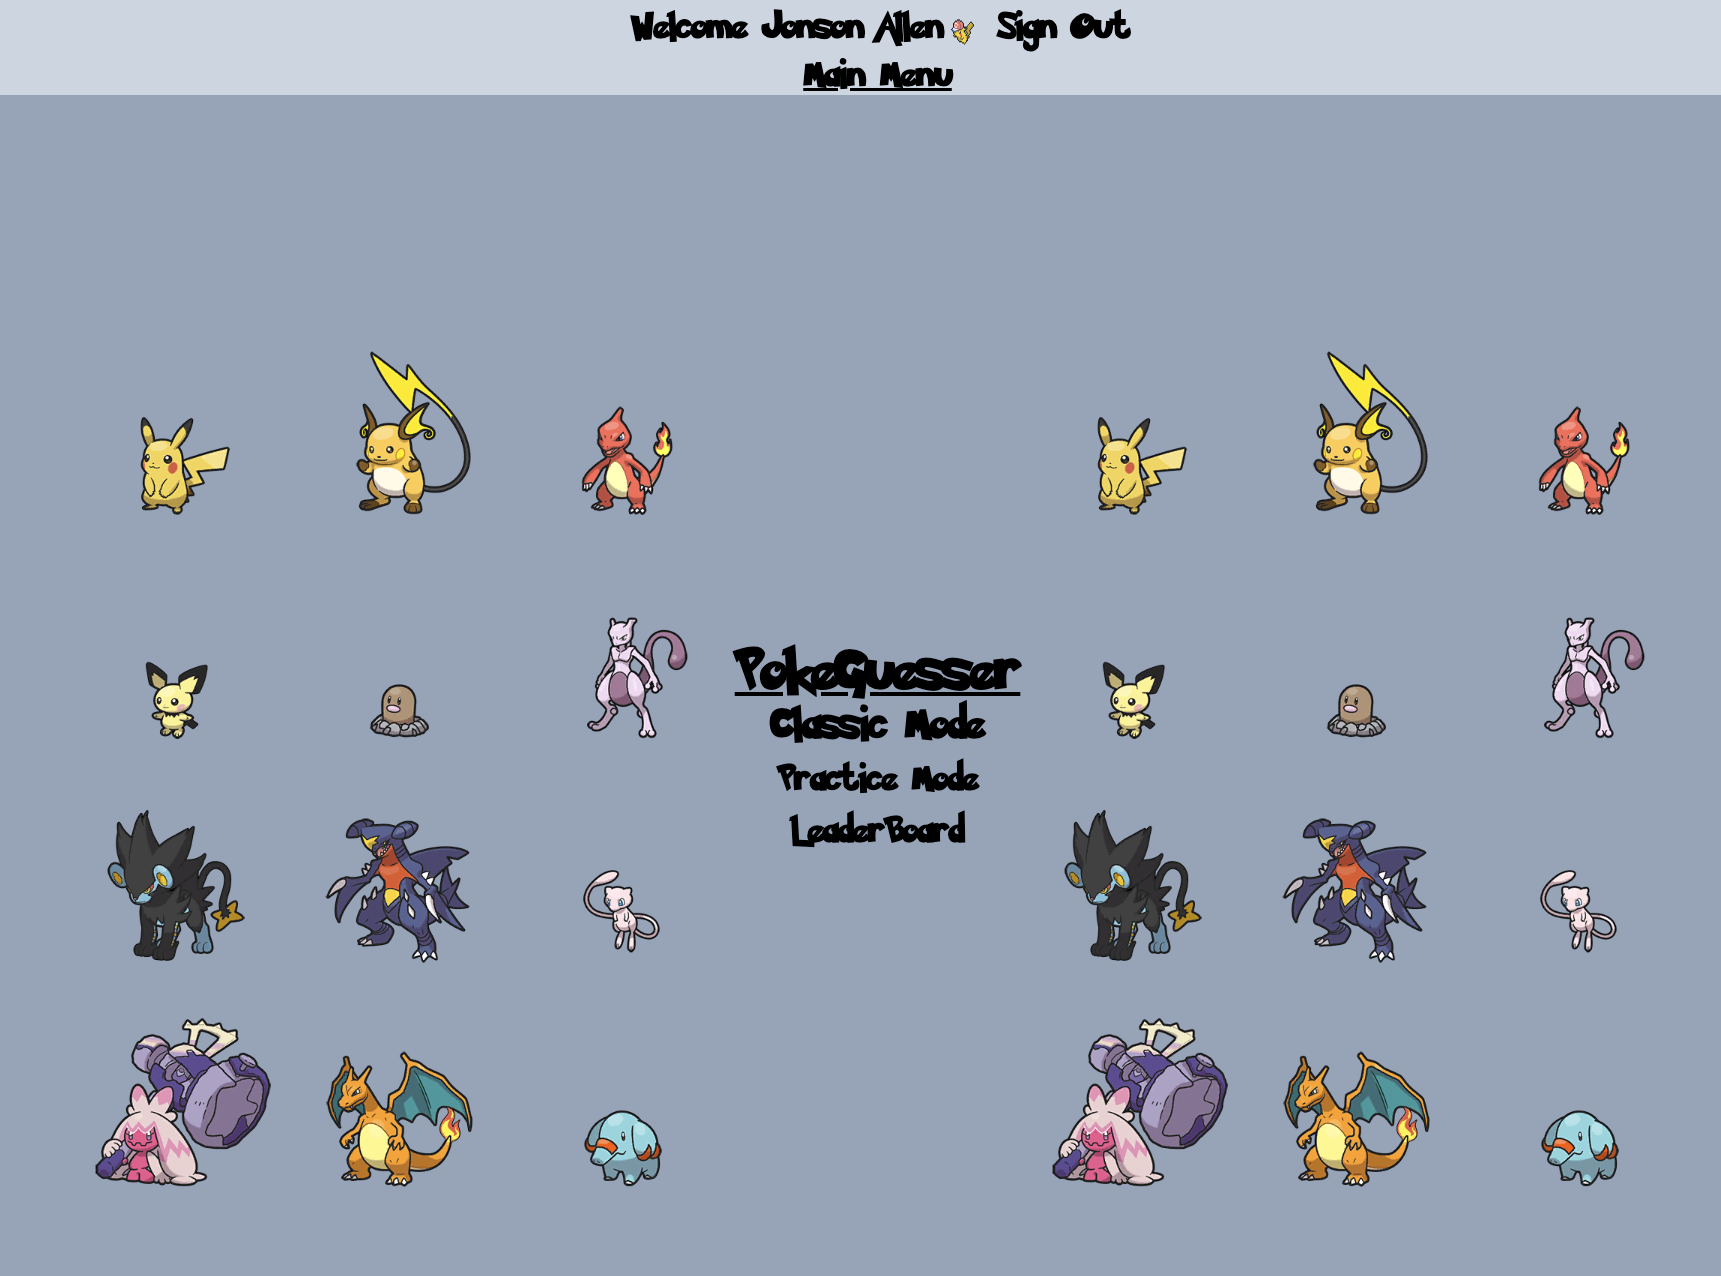 Welcome Jonson Allen Sign Out
Main Menu
PokeGuesser
Classic Mode
Practice Mode
LeaderBoard